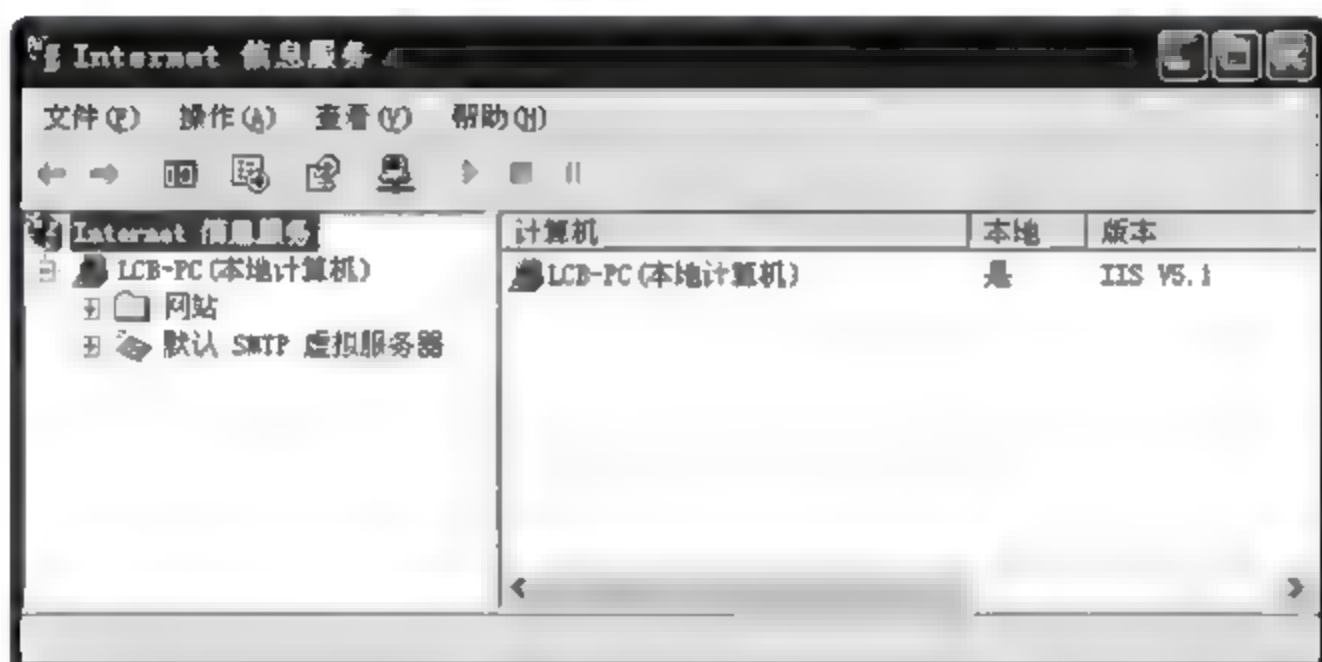 Internet 信息服务
文件(F) 操作(A) 查看(V) 帮助(H)
Internet 信息服务
LCB-PC(本地计算机)
网站
默认 SMTP 虚拟服务器
计算机 本地 版本
LCB-PC(本地计算机) 是 IIS V5.1